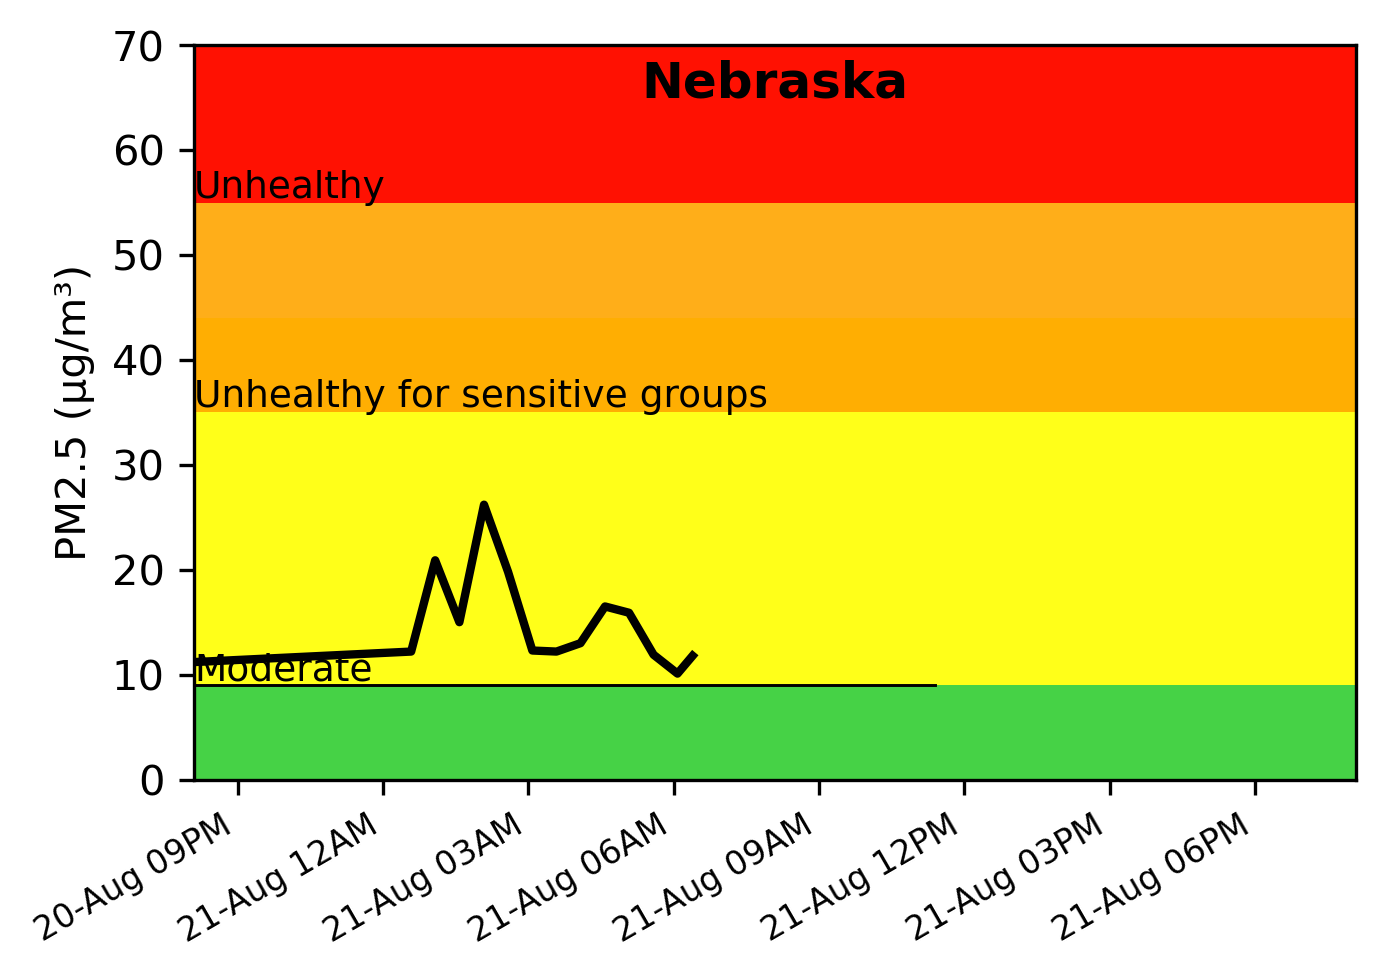 Nebraska
PM2.5 (µg/m³)
70
60
Unhealthy
50
40
Unhealthy for sensitive groups
30
20
10
Moderate
0
20-Aug 09PM
21-Aug 12AM
21-Aug 03AM
21-Aug 06AM
21-Aug 09AM
21-Aug 12PM
21-Aug 03PM
21-Aug 06PM